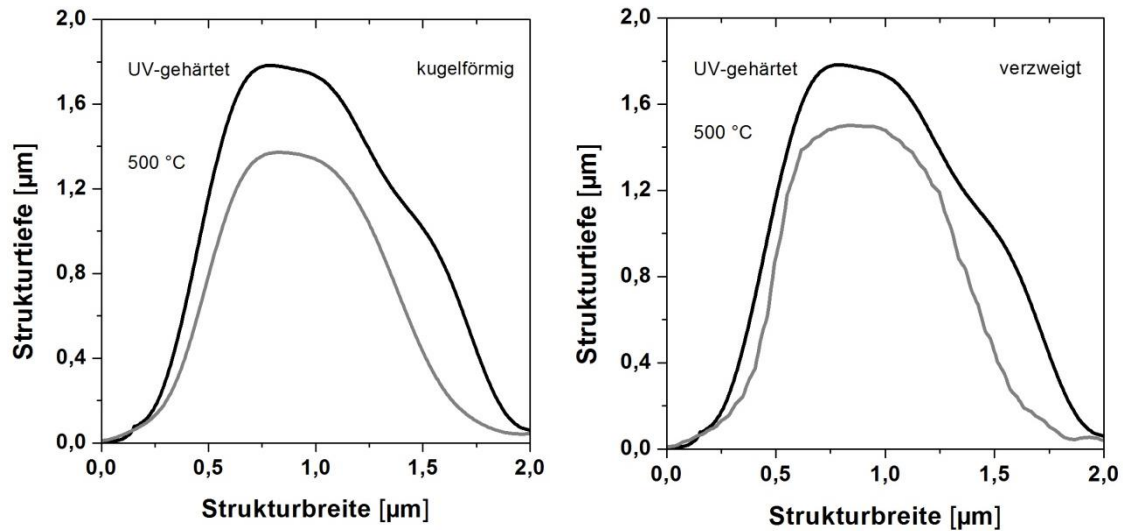 2,0
UV-gehärtet kugelförmig
1,6
500 °C
1,2
0,8
0,4
0,0
0,0 0,5 1,0 1,5 2,0
Strukturtiefe [µm]
Strukturbreite [µm]
2,0
UV-gehärtet verzweigt
1,6
500 °C
1,2
0,8
0,4
0,0
0,0 0,5 1,0 1,5 2,0
Strukturtiefe [µm]
Strukturbreite [µm]